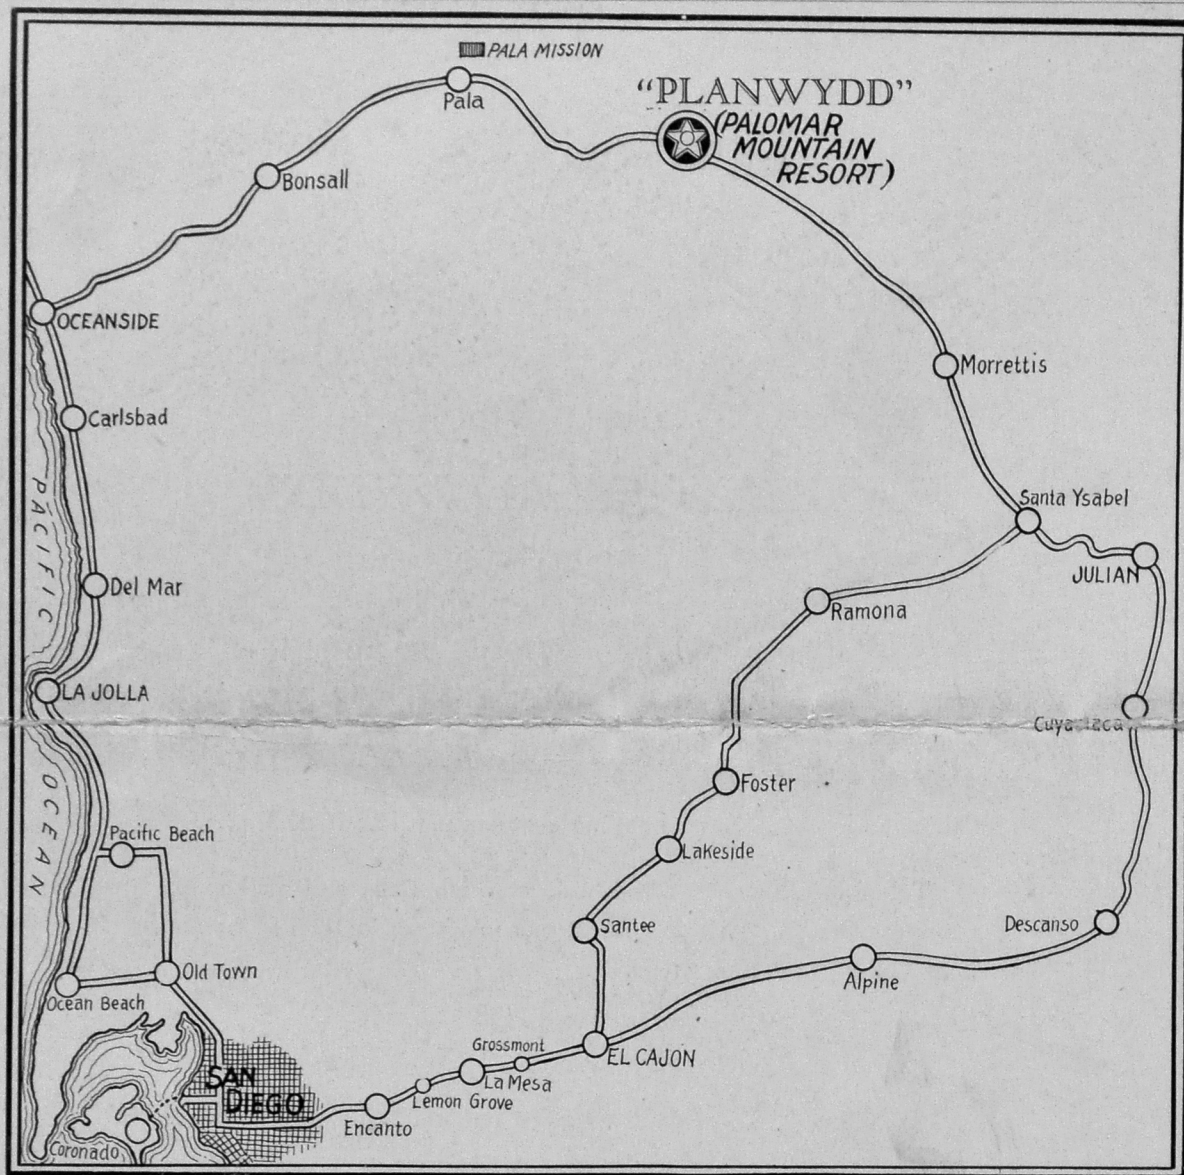 PALA MISSION
Pala
"PLANWYDD"
(PALOMAR
MOUNTAIN
RESORT)
Bonsall
OCEANSIDE
Morrettis
Carlsbad
Santa Ysabel
PACIFIC
OCEAN
JULIAN
Del Mar
Ramona
LA JOLLA
Foster
Pacific Beach
Lakeside
Santee
Descanso
Old Town
Alpine
Ocean Beach
Grossmont
EL CAJON
SAN
DIEGO
La Mesa
Lemon Grove
Encanto
Coronado